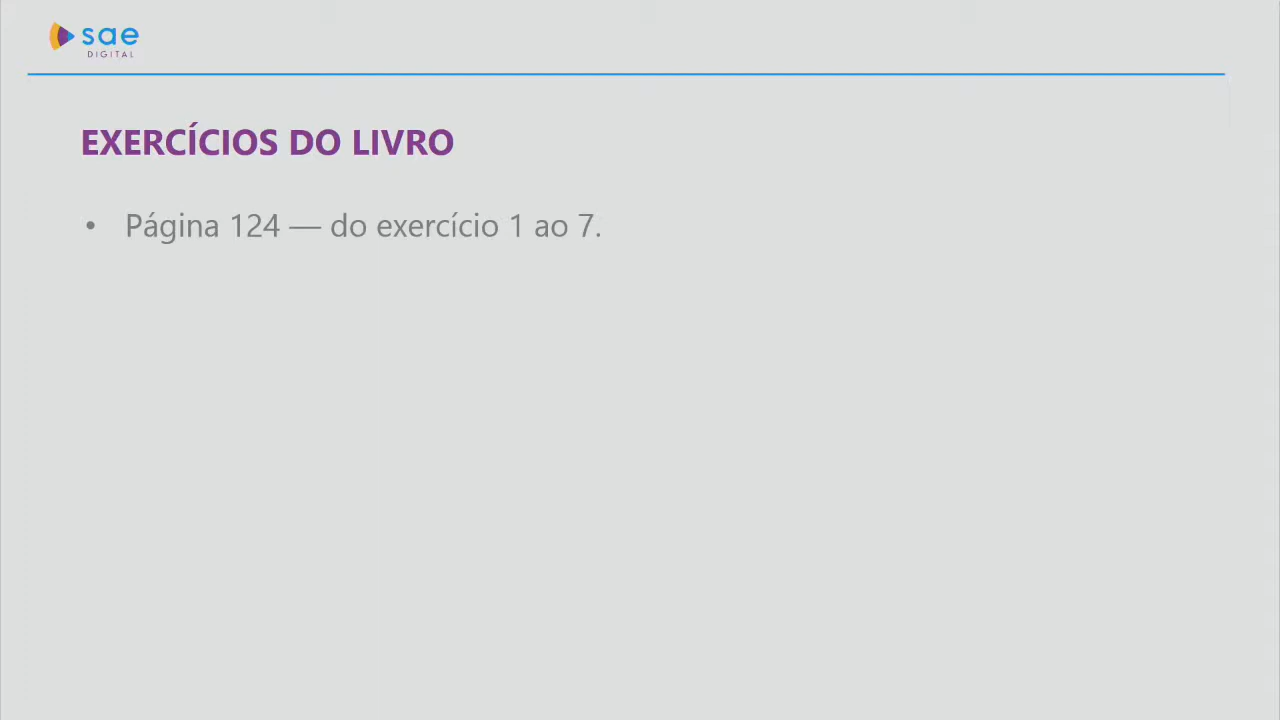 sae
DIGITAL
EXERCÍCIOS DO LIVRO
• Página 124 — do exercício 1 ao 7.